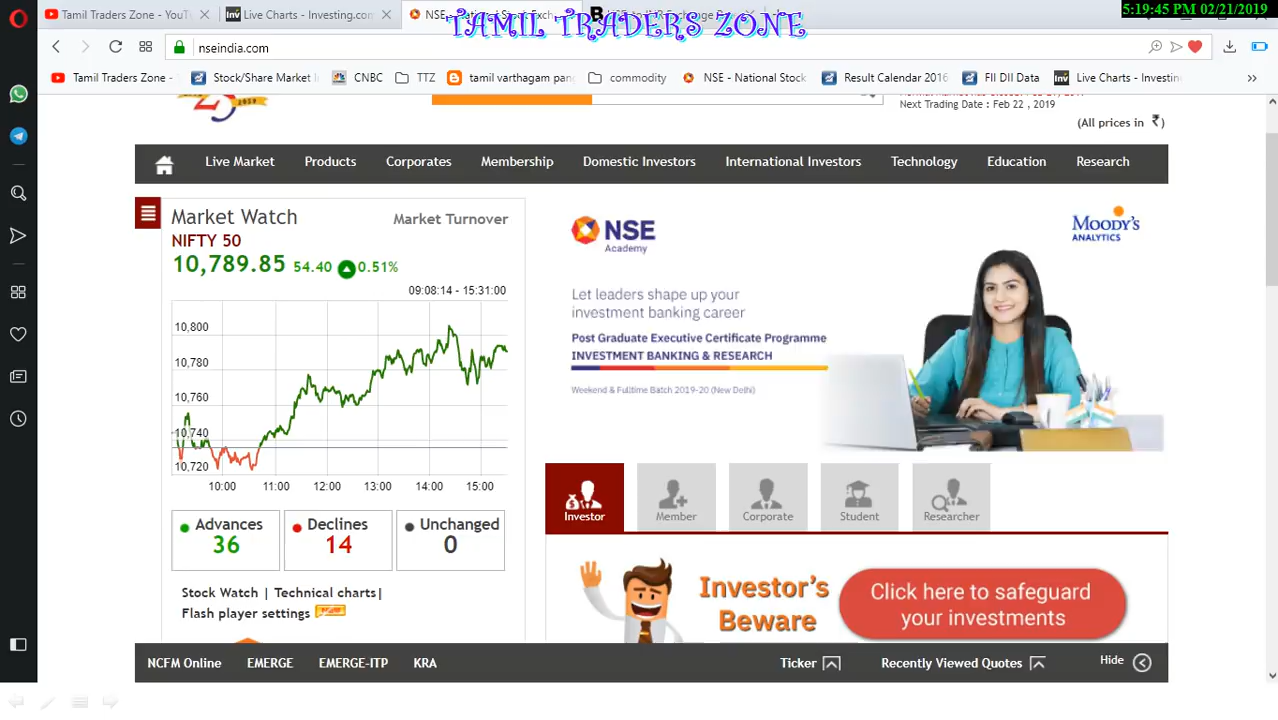 Tamil Traders Zone - YouT
Live Charts - Investing.com
TAMIL TRADERS ZONE
5:19:45 PM 02/21/2019
nseindia.com
Tamil Traders Zone -
Stock/Share Market I
CNBC
TTZ
tamil varthagam pan
commodity
NSE - National Stock
Result Calendar 2016
FII DII Data
Live Charts - Investin
Next Trading Date : Feb 22 , 2019
(All prices in ₹)
Live Market
Products
Corporates
Membership
Domestic Investors
International Investors
Technology
Education
Research
Market Watch
Market Turnover
NIFTY 50
10,789.85 54.40 0.51%
09:08:14 - 15:31:00
10,800
10,780
10,760
10,740
10,720
10:00 11:00 12:00 13:00 14:00 15:00
Advances
36
Declines
14
Unchanged
0
Stock Watch | Technical charts|
Flash player settings
NSE
Academy
MOODY'S
ANALYTICS
Let leaders shape up your
investment banking career
Post Graduate Executive Certificate Programme
INVESTMENT BANKING & RESEARCH
Weekend & Fulltime Batch 2019-20 (New Delhi)
Investor
Member
Corporate
Student
Researcher
Investor's
Beware
Click here to safeguard
your investments
NCFM Online
EMERGE
EMERGE-ITP
KRA
Ticker
Recently Viewed Quotes
Hide